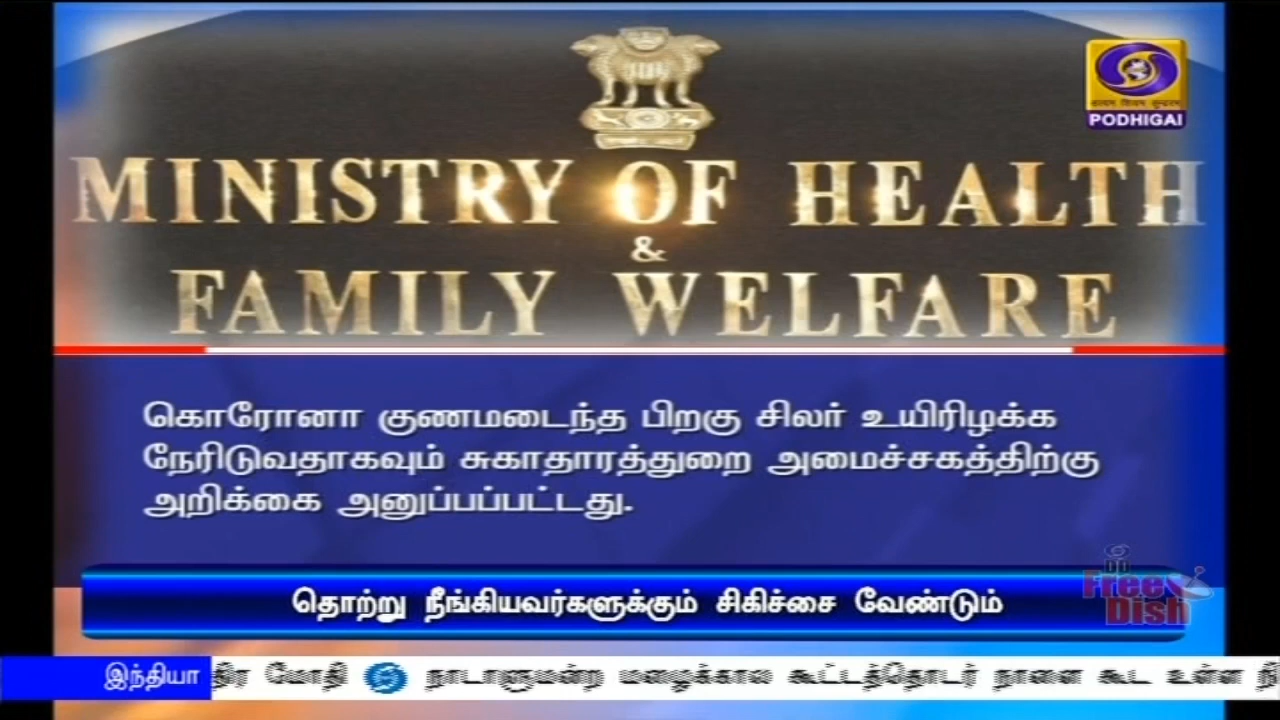 PODHIGAI
MINISTRY OF HEALTH
&
FAMILY WELFARE
கொரோனா குணமடைந்த பிறகு சிலர் உயிரிழக்க
நேரிடுவதாகவும் சுகாதாரத்துறை அமைச்சகத்திற்கு
அறிக்கை அனுப்பப்பட்டது.
DD
Free
Dish
தொற்று நீங்கியவர்களுக்கும் சிகிச்சை வேண்டும்
இந்தியா திர மோதி நாடாளுமன்ற மழைக்கால கூட்டத்தொடர் நாளை கூட உள்ள